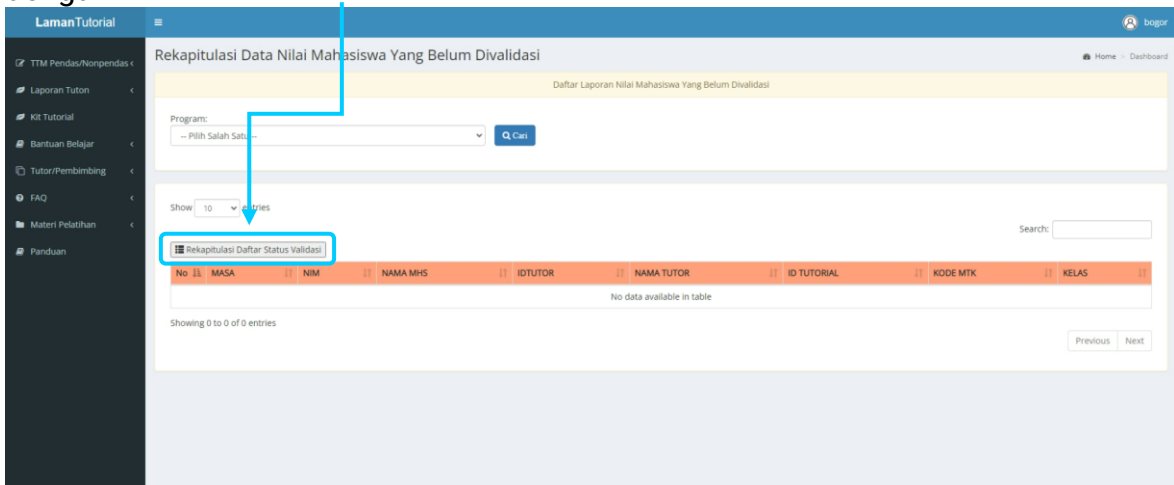 LamanTutorial
bogor
TTM Pendas/Nonpendas
Laporan Tuton
Kit Tutorial
Bantuan Belajar
Tutor/Pembimbing
FAQ
Materi Pelatihan
Panduan
Rekapitulasi Data Nilai Mahasiswa Yang Belum Divalidasi
Home > Dashboard
Daftar Laporan Nilai Mahasiswa Yang Belum Divalidasi
Program:
-- Pilih Salah Satu --
Cari
Show 10 entries
Search:
Rekapitulasi Daftar Status Validasi
No MASA NIM NAMA MHS IDTUTOR NAMA TUTOR ID TUTORIAL KODE MTK KELAS
No data available in table
Showing 0 to 0 of 0 entries
Previous Next